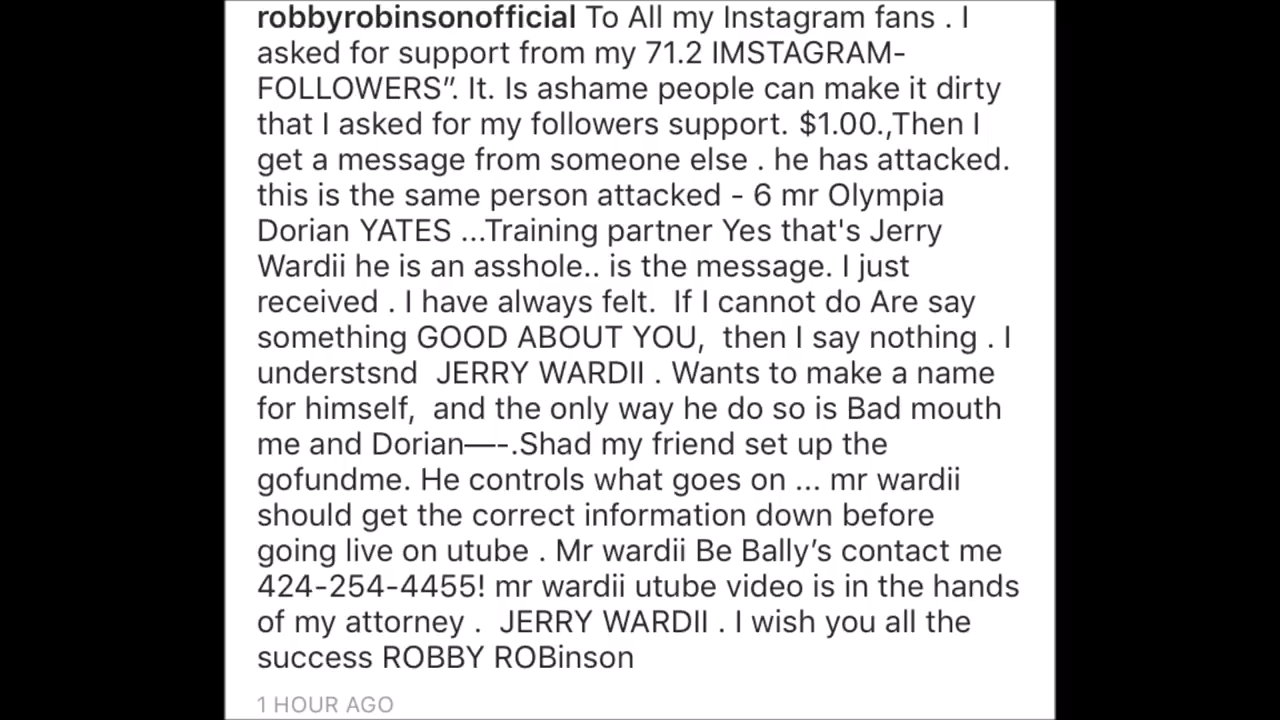 robbyrobinsonofficial To All my Instagram fans . I
asked for support from my 71.2 IMSTAGRAM-
FOLLOWERS”. It. Is ashame people can make it dirty
that I asked for my followers support. $1.00.,Then I
get a message from someone else . he has attacked.
this is the same person attacked - 6 mr Olympia
Dorian YATES ...Training partner Yes that's Jerry
Wardii he is an asshole.. is the message. I just
received . I have always felt.  If I cannot do Are say
something GOOD ABOUT YOU,  then I say nothing . I
understsnd  JERRY WARDII . Wants to make a name
for himself,  and the only way he do so is Bad mouth
me and Dorian—-.Shad my friend set up the
gofundme. He controls what goes on ... mr wardii
should get the correct information down before
going live on utube . Mr wardii Be Bally’s contact me
424-254-4455! mr wardii utube video is in the hands
of my attorney .  JERRY WARDII . I wish you all the
success ROBBY ROBinson
1 HOUR AGO